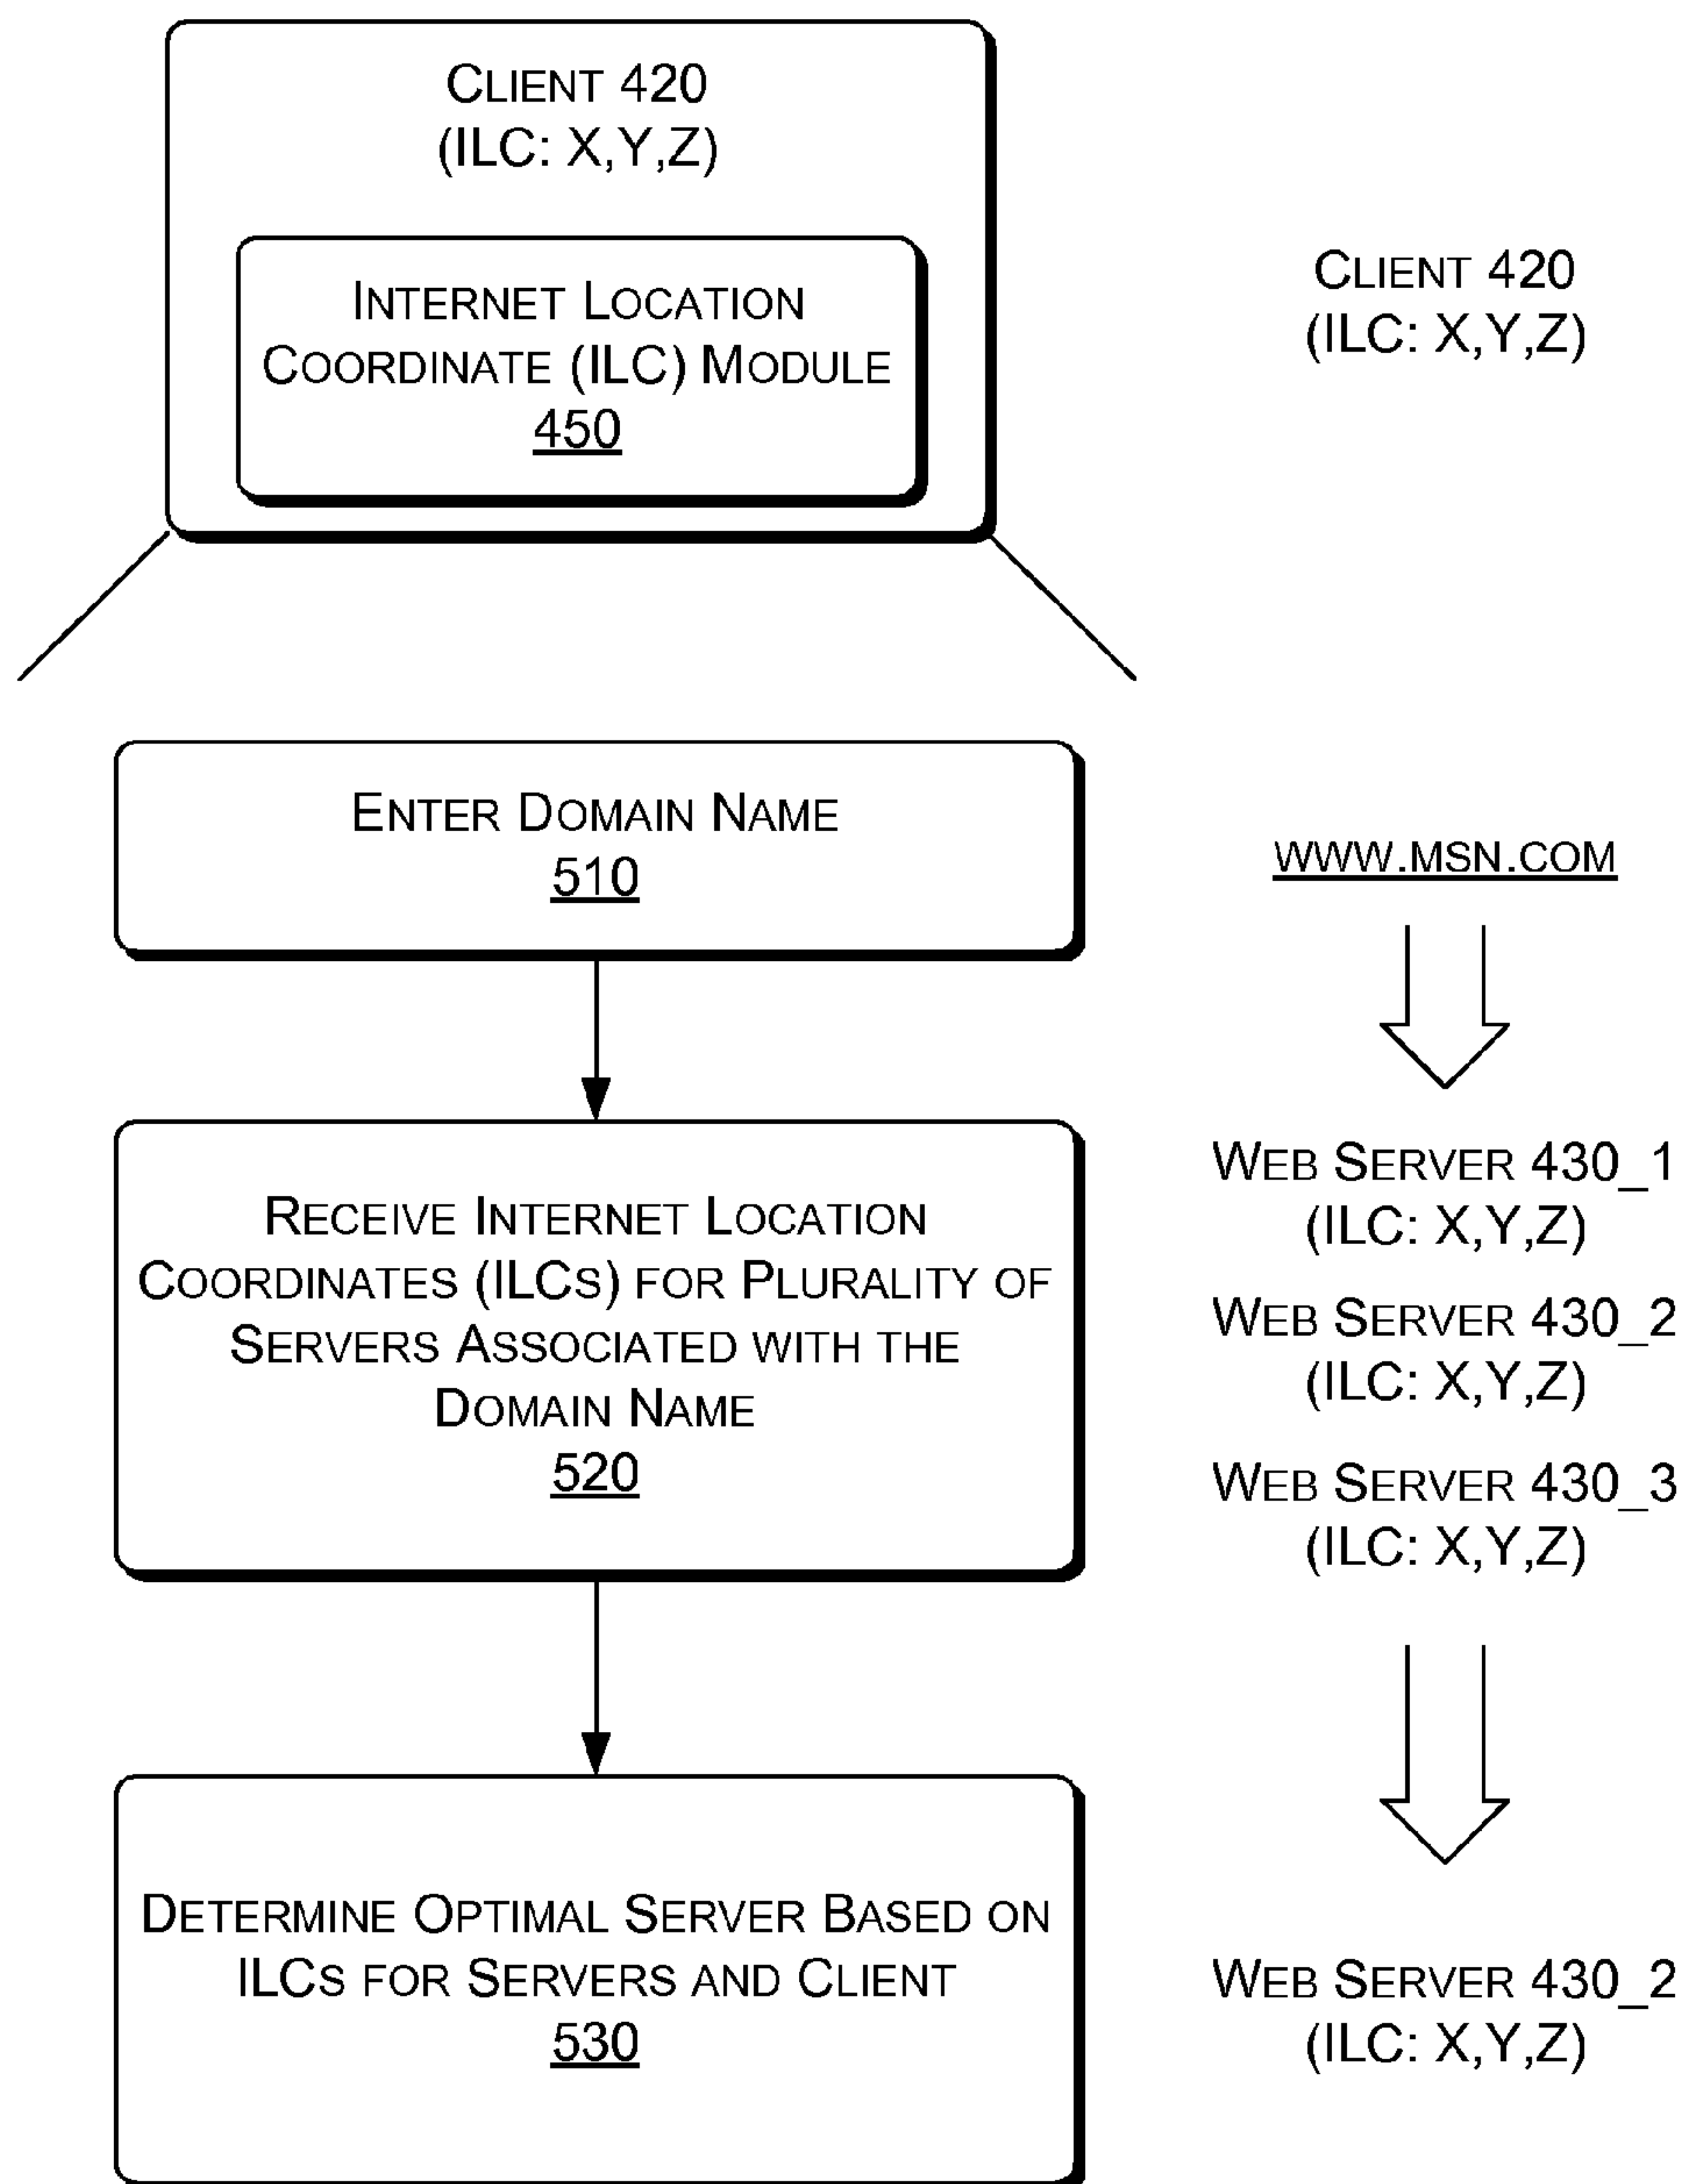 CLIENT 420
(ILC: X,Y,Z)
INTERNET LOCATION
COORDINATE (ILC) MODULE
450
CLIENT 420
(ILC: X,Y,Z)
ENTER DOMAIN NAME
510
WWW.MSN.COM
RECEIVE INTERNET LOCATION
COORDINATES (ILCS) FOR PLURALITY OF
SERVERS ASSOCIATED WITH THE
DOMAIN NAME
520
WEB SERVER 430_1
(ILC: X,Y,Z)
WEB SERVER 430_2
(ILC: X,Y,Z)
WEB SERVER 430_3
(ILC: X,Y,Z)
DETERMINE OPTIMAL SERVER BASED ON
ILCS FOR SERVERS AND CLIENT
530
WEB SERVER 430_2
(ILC: X,Y,Z)